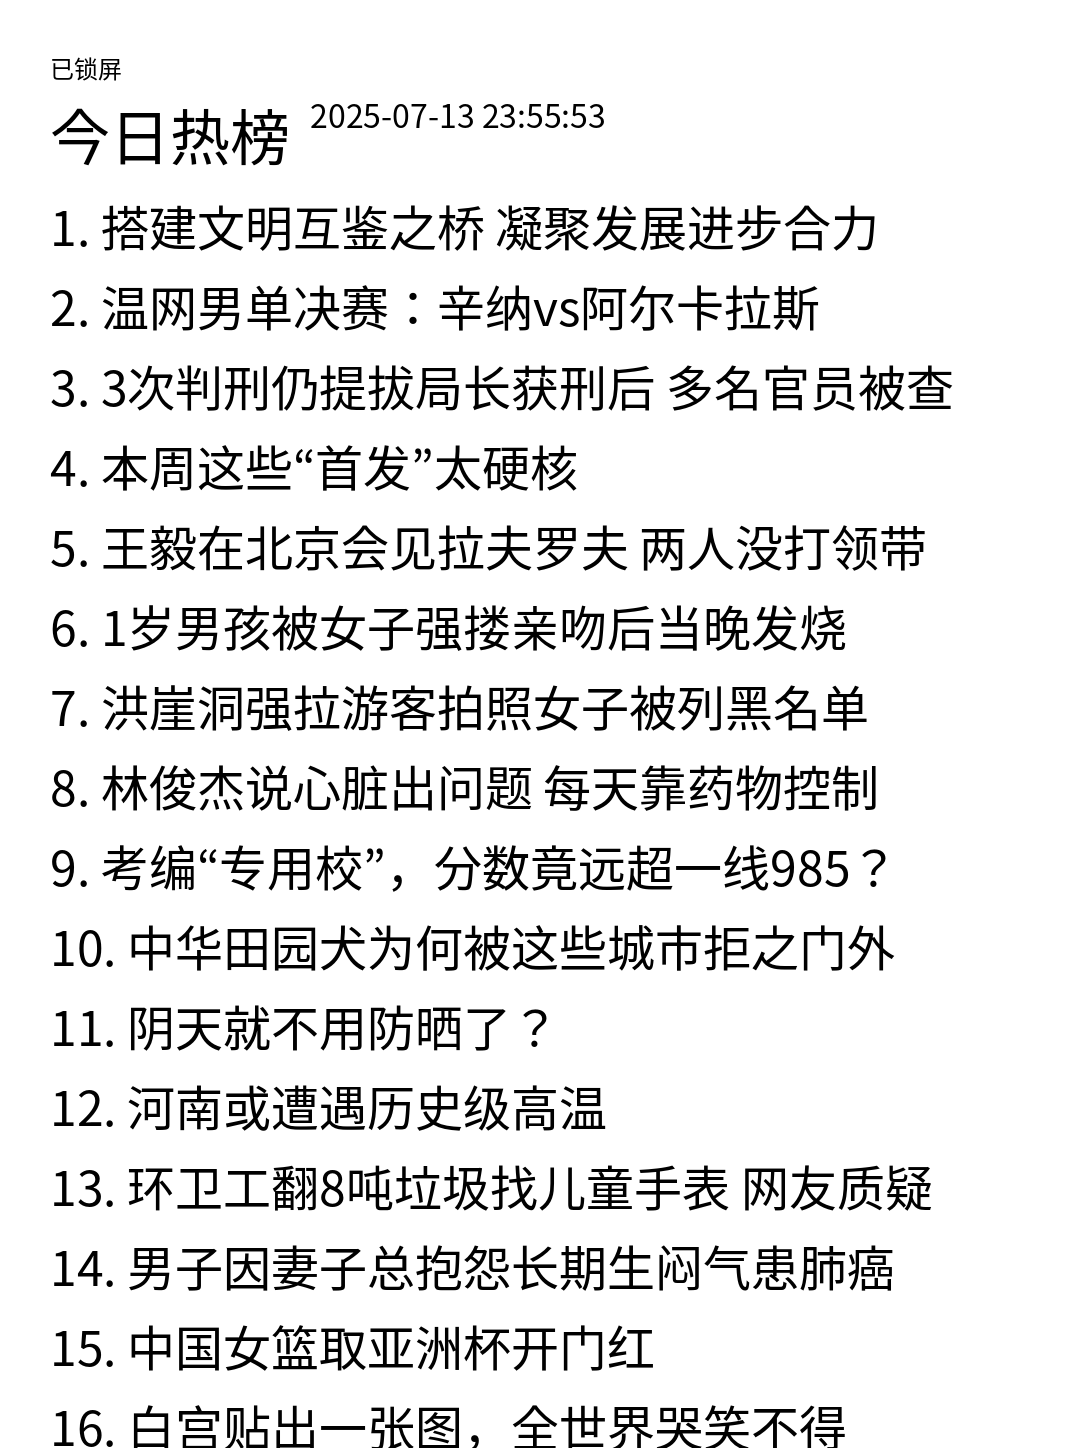 已锁屏
今日热榜 2025-07-13 23:55:53
1. 搭建文明互鉴之桥 凝聚发展进步合力
2. 温网男单决赛：辛纳vs阿尔卡拉斯
3. 3次判刑仍提拔局长获刑后 多名官员被查
4. 本周这些“首发”太硬核
5. 王毅在北京会见拉夫罗夫 两人没打领带
6. 1岁男孩被女子强搂亲吻后当晚发烧
7. 洪崖洞强拉游客拍照女子被列黑名单
8. 林俊杰说心脏出问题 每天靠药物控制
9. 考编“专用校”，分数竟远超一线985？
10. 中华田园犬为何被这些城市拒之门外
11. 阴天就不用防晒了？
12. 河南或遭遇历史级高温
13. 环卫工翻8吨垃圾找儿童手表 网友质疑
14. 男子因妻子总抱怨长期生闷气患肺癌
15. 中国女篮取亚洲杯开门红
16. 白宫贴出一张图，全世界哭笑不得